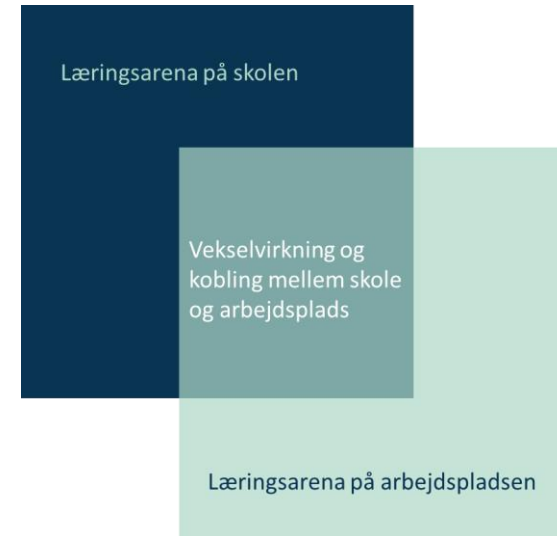 Læringsarena på skolen
Vekselvirkning og
kobling mellem skole
og arbejdsplads
Læringsarena på arbejdspladsen